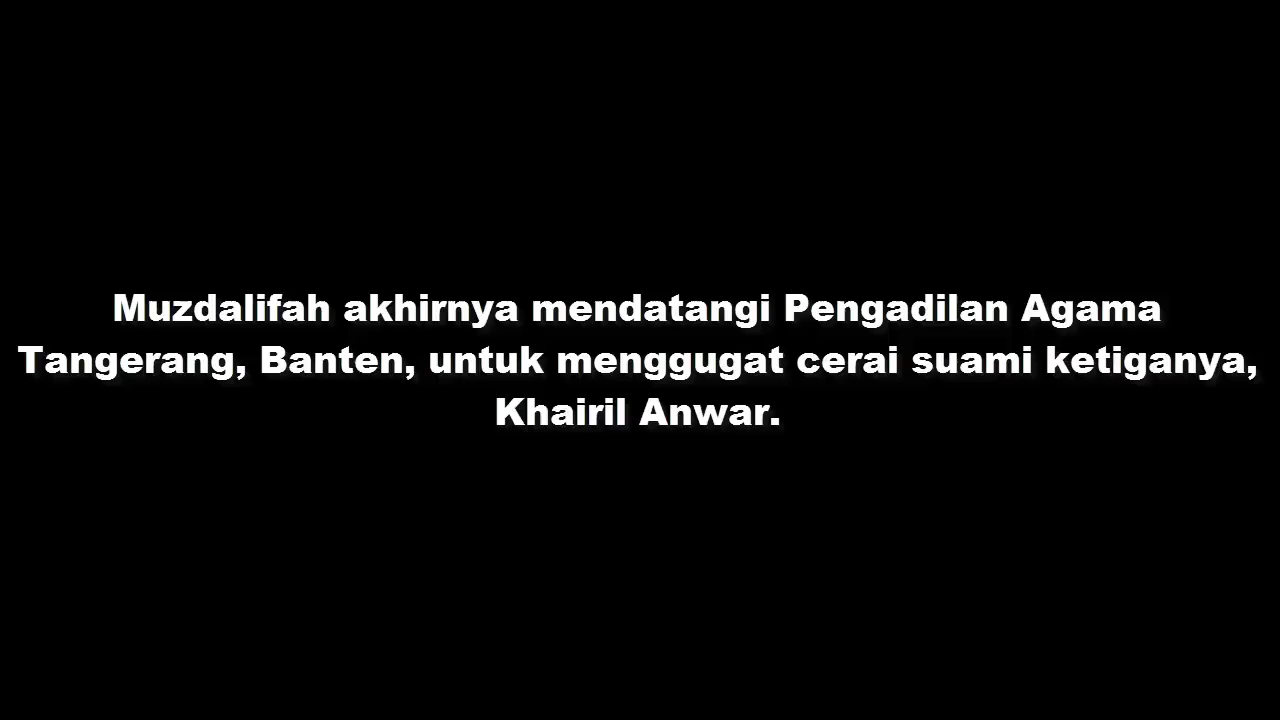 Muzdalifah akhirnya mendatangi Pengadilan Agama
Tangerang, Banten, untuk menggugat cerai suami ketiganya,
Khairil Anwar.